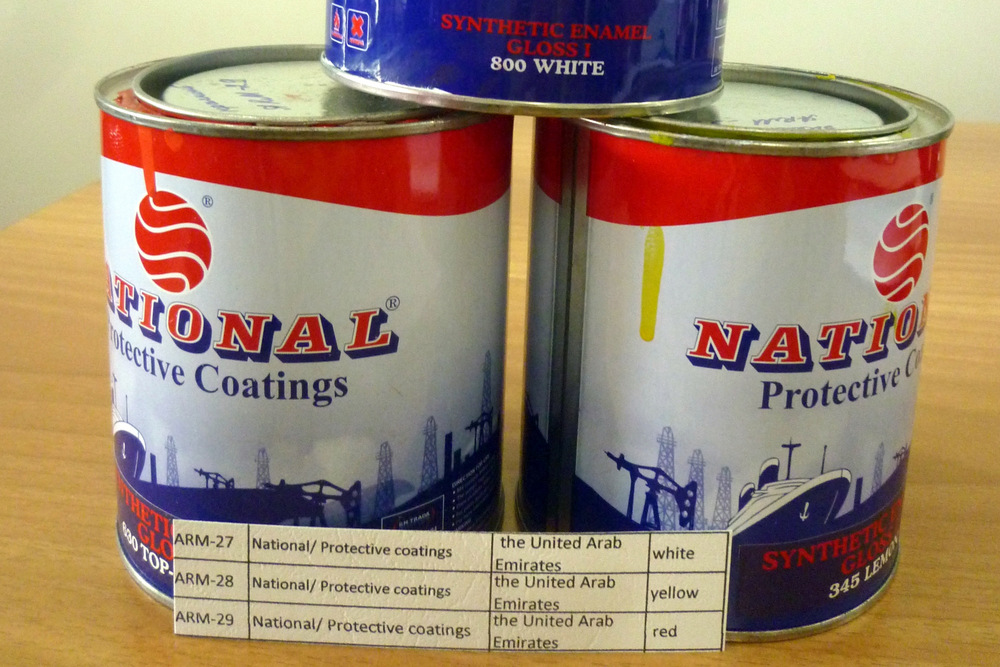 SYNTHETIC ENAMEL
GLOSS I
800 WHITE
®
NATIONAL®
Protective Coatings
NATIO
Protective
SYNTHETIC
GLOSS
345 LEMON
ARM-27 National/ Protective coatings the United Arab Emirates white
ARM-28 National/ Protective coatings the United Arab Emirates yellow
ARM-29 National/ Protective coatings the United Arab Emirates red